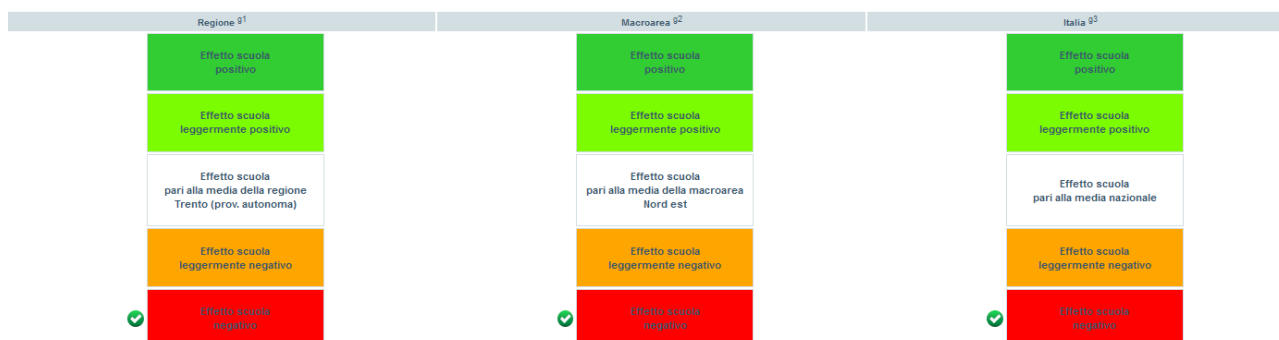 Regione g1
Macroarea g2
Italia g3
Effetto scuola
positivo
Effetto scuola
positivo
Effetto scuola
positivo
Effetto scuola
leggermente positivo
Effetto scuola
leggermente positivo
Effetto scuola
leggermente positivo
Effetto scuola
pari alla media della regione
Trento (prov. autonoma)
Effetto scuola
pari alla media della macroarea
Nord est
Effetto scuola
pari alla media nazionale
Effetto scuola
leggermente negativo
Effetto scuola
leggermente negativo
Effetto scuola
leggermente negativo
Effetto scuola
negativo
Effetto scuola
negativo
Effetto scuola
negativo